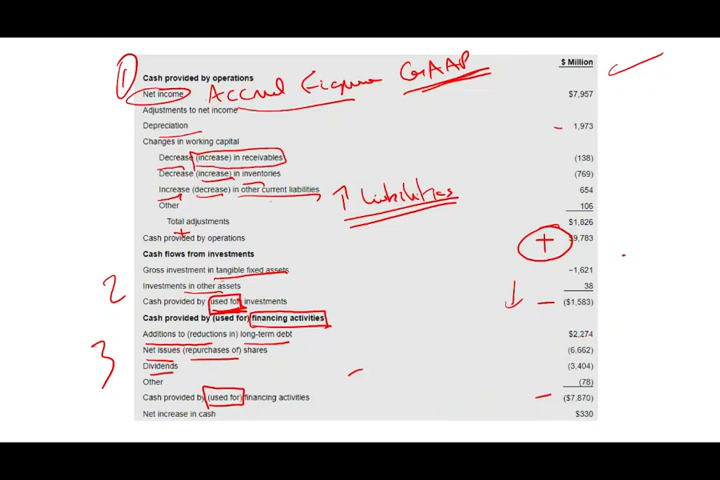 $ Million
1 Cash provided by operations
Net income Accrual Figure GAAP $7,957
Adjustments to net income
Depreciation 1,973
Changes in working capital
Decrease (increase) in receivables (138)
Decrease (increase) in inventories (769)
Increase (decrease) in other current liabilities ↑ Liabilities 654
Other 106
Total adjustments $1,826
Cash provided by operations + $9,783
Cash flows from investments
Gross investment in tangible fixed assets −1,621
Investments in other assets 38
2 Cash provided by (used for) investments ↓ − ($1,583)
Cash provided by (used for) financing activities
Additions to (reductions in) long-term debt $2,274
3 Net issues (repurchases of) shares (6,662)
Dividends (3,404)
Other (78)
Cash provided by (used for) financing activities − ($7,870)
Net increase in cash $330